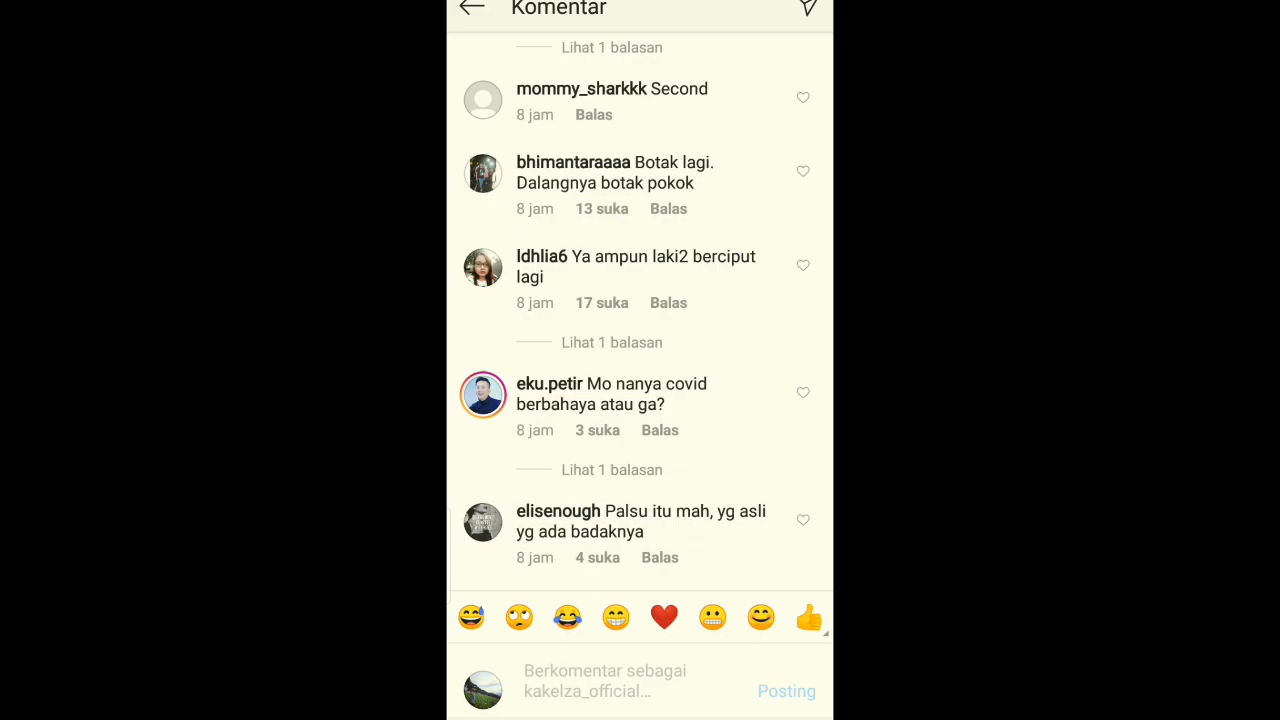 Komentar
Lihat 1 balasan
mommy_sharkkk Second
8 jam Balas
bhimantaraaaa Botak lagi.
Dalangnya botak pokok
8 jam 13 suka Balas
ldhlia6 Ya ampun laki2 berciput
lagi
8 jam 17 suka Balas
Lihat 1 balasan
eku.petir Mo nanya covid
berbahaya atau ga?
8 jam 3 suka Balas
Lihat 1 balasan
elisenough Palsu itu mah, yg asli
yg ada badaknya
8 jam 4 suka Balas
Berkomentar sebagai
kakelza_official...
Posting